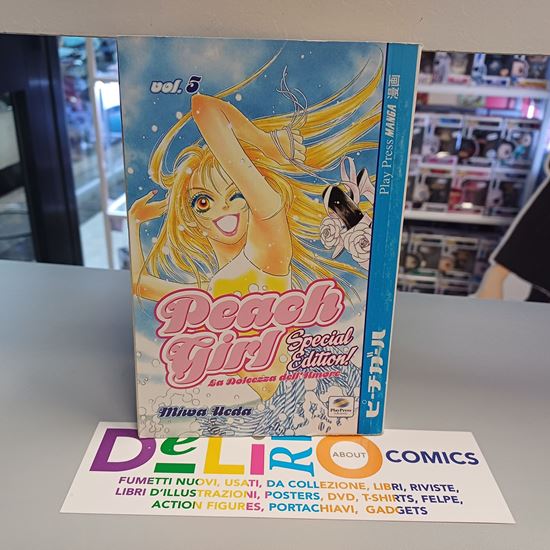 vol. 5
Play Press MANGA 漫画
Peach
Girl
Special
Edition!
La Dolcezza dell'Amore
Miwa Ueda
PlayPress
ピーチガール
DeLiRiO
ABOUT
COMICS
FUMETTI NUOVI, USATI, DA COLLEZIONE, LIBRI, RIVISTE,
LIBRI D'ILLUSTRAZIONI, POSTERS, DVD, T-SHIRTS, FELPE,
ACTION FIGURES, PORTACHIAVI, GADGETS